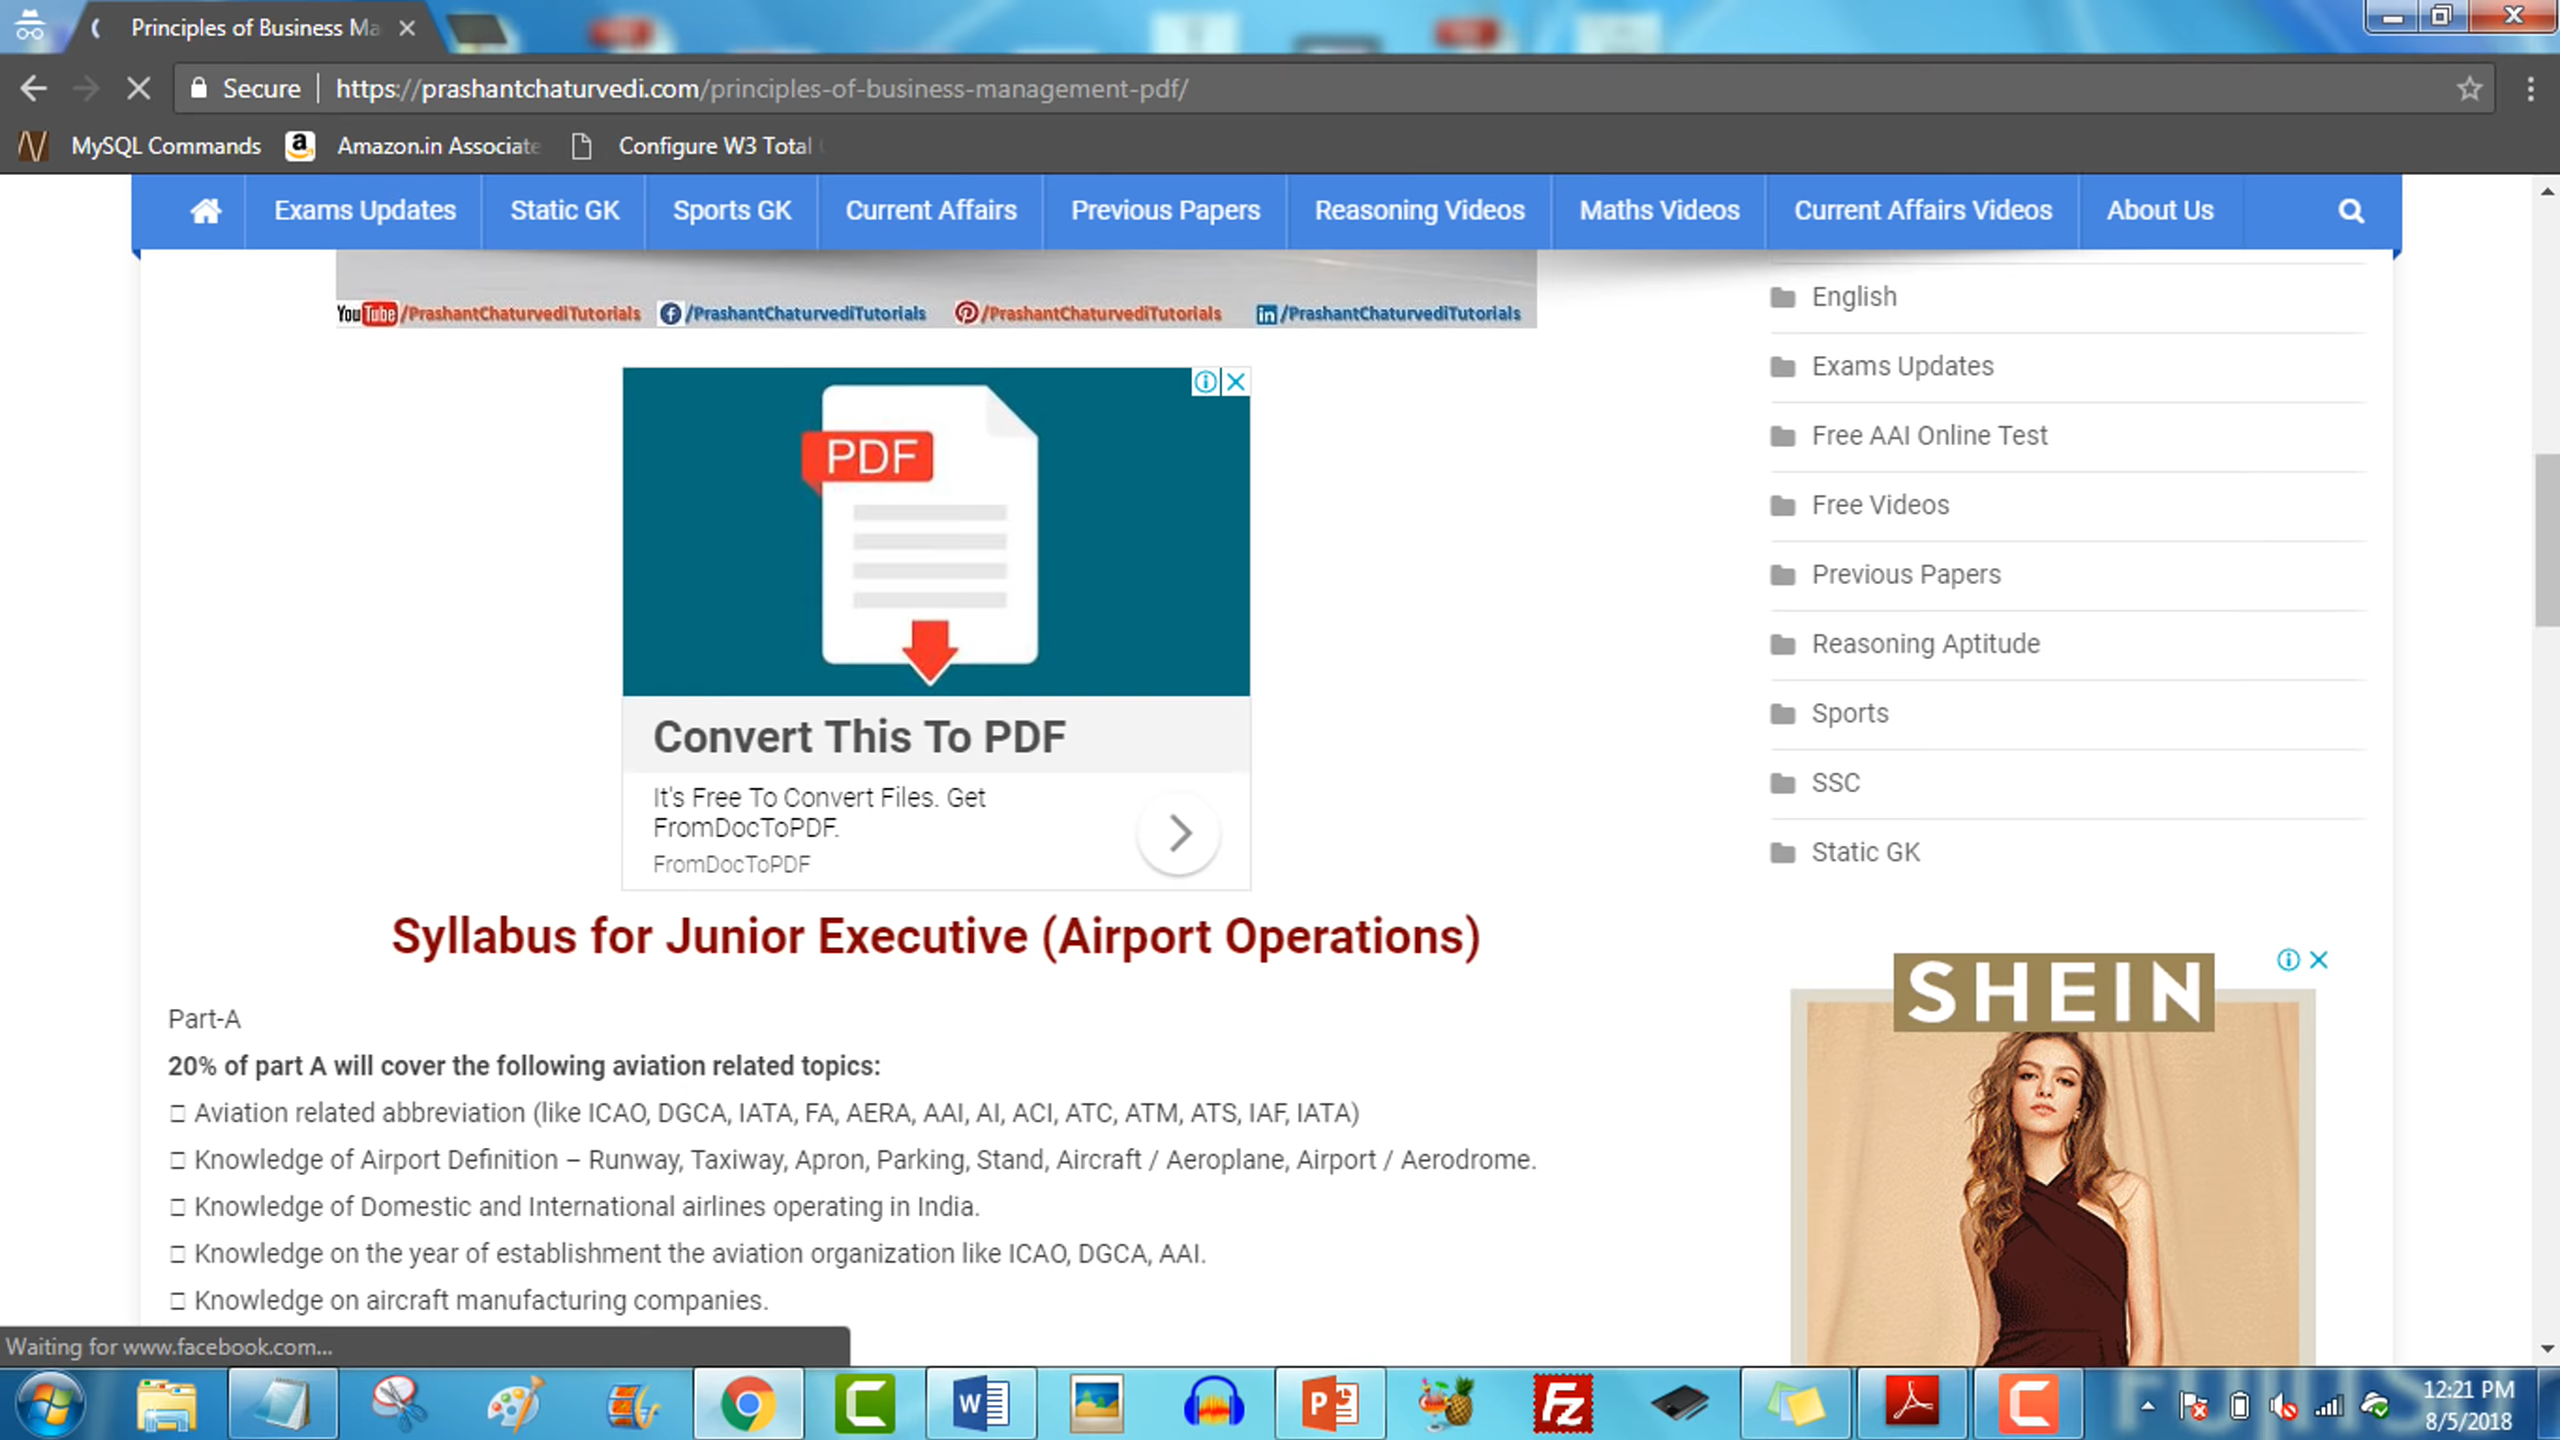 Principles of Business Ma
Secure
https://prashantchaturvedi.com/principles-of-business-management-pdf/
MySQL Commands
Amazon.in Associate
Configure W3 Total
Exams Updates
Static GK
Sports GK
Current Affairs
Previous Papers
Reasoning Videos
Maths Videos
Current Affairs Videos
About Us
YouTube /PrashantChaturvediTutorials
/PrashantChaturvediTutorials
/PrashantChaturvediTutorials
in /PrashantChaturvediTutorials
PDF
Convert This To PDF
It's Free To Convert Files. Get
FromDocToPDF.
FromDocToPDF
Syllabus for Junior Executive (Airport Operations)
Part-A
20% of part A will cover the following aviation related topics:
Aviation related abbreviation (like ICAO, DGCA, IATA, FA, AERA, AAI, AI, ACI, ATC, ATM, ATS, IAF, IATA)
Knowledge of Airport Definition – Runway, Taxiway, Apron, Parking, Stand, Aircraft / Aeroplane, Airport / Aerodrome.
Knowledge of Domestic and International airlines operating in India.
Knowledge on the year of establishment the aviation organization like ICAO, DGCA, AAI.
Knowledge on aircraft manufacturing companies.
English
Exams Updates
Free AAI Online Test
Free Videos
Previous Papers
Reasoning Aptitude
Sports
SSC
Static GK
SHEIN
Waiting for www.facebook.com...
12:21 PM
8/5/2018